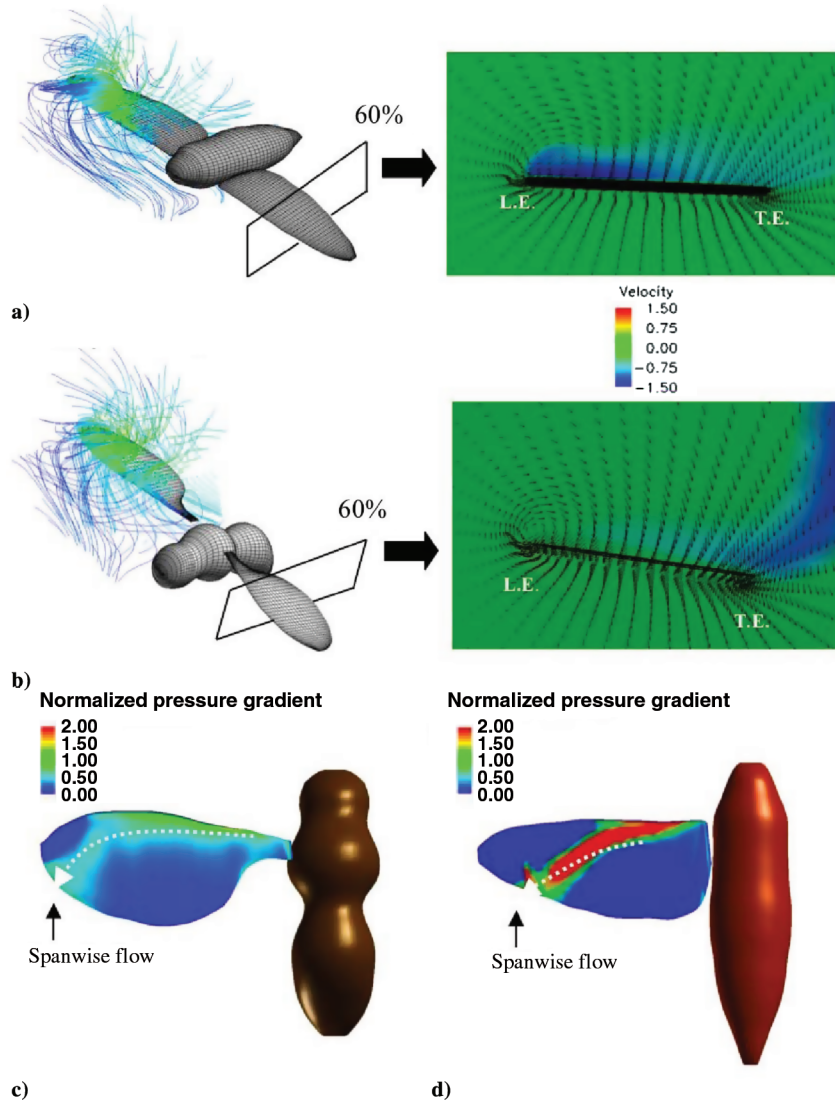 60%
L.E.
T.E.
a)
Velocity
1.50
0.75
0.00
-0.75
-1.50
60%
L.E.
T.E.
b)
Normalized pressure gradient
2.00
1.50
1.00
0.50
0.00
Spanwise flow
c)
Normalized pressure gradient
2.00
1.50
1.00
0.50
0.00
Spanwise flow
d)